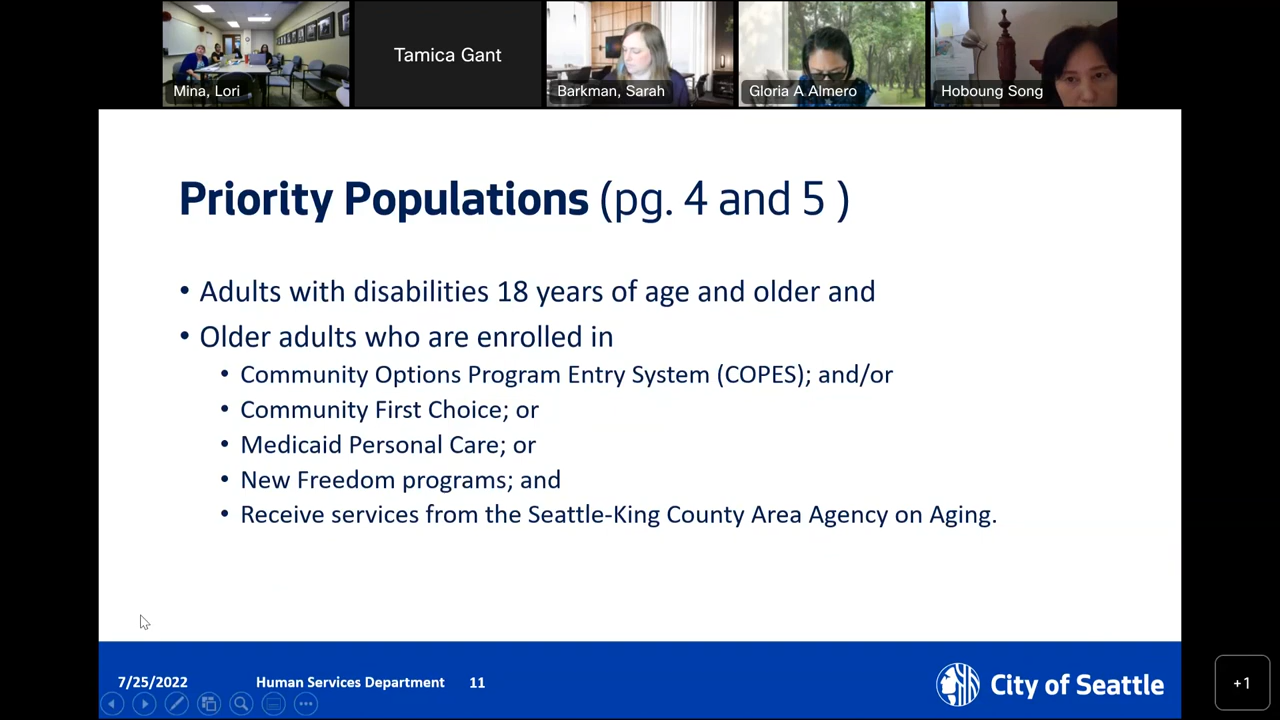 Mina, Lori
Tamica Gant
Barkman, Sarah
Gloria A Almero
Hoboung Song
Priority Populations (pg. 4 and 5 )
• Adults with disabilities 18 years of age and older and
• Older adults who are enrolled in
• Community Options Program Entry System (COPES); and/or
• Community First Choice; or
• Medicaid Personal Care; or
• New Freedom programs; and
• Receive services from the Seattle-King County Area Agency on Aging.
7/25/2022
Human Services Department
11
City of Seattle
+1